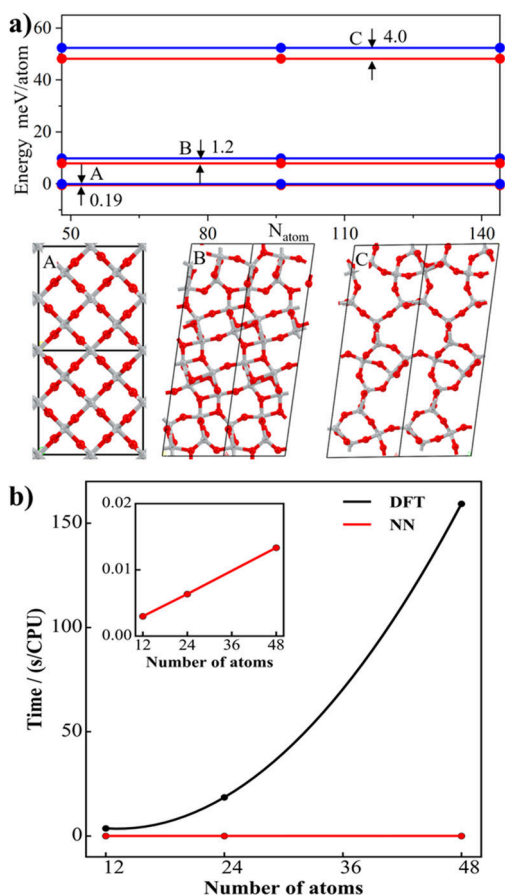 a)
Energy meV/atom
60
40
20
0
C 4.0
B 1.2
A
0.19
50 80 110 140
N_atom
A B C
b)
Time / (s/CPU)
150
100
50
0
DFT
NN
0.02
0.01
0.00
12 24 36 48
Number of atoms
12 24 36 48
Number of atoms